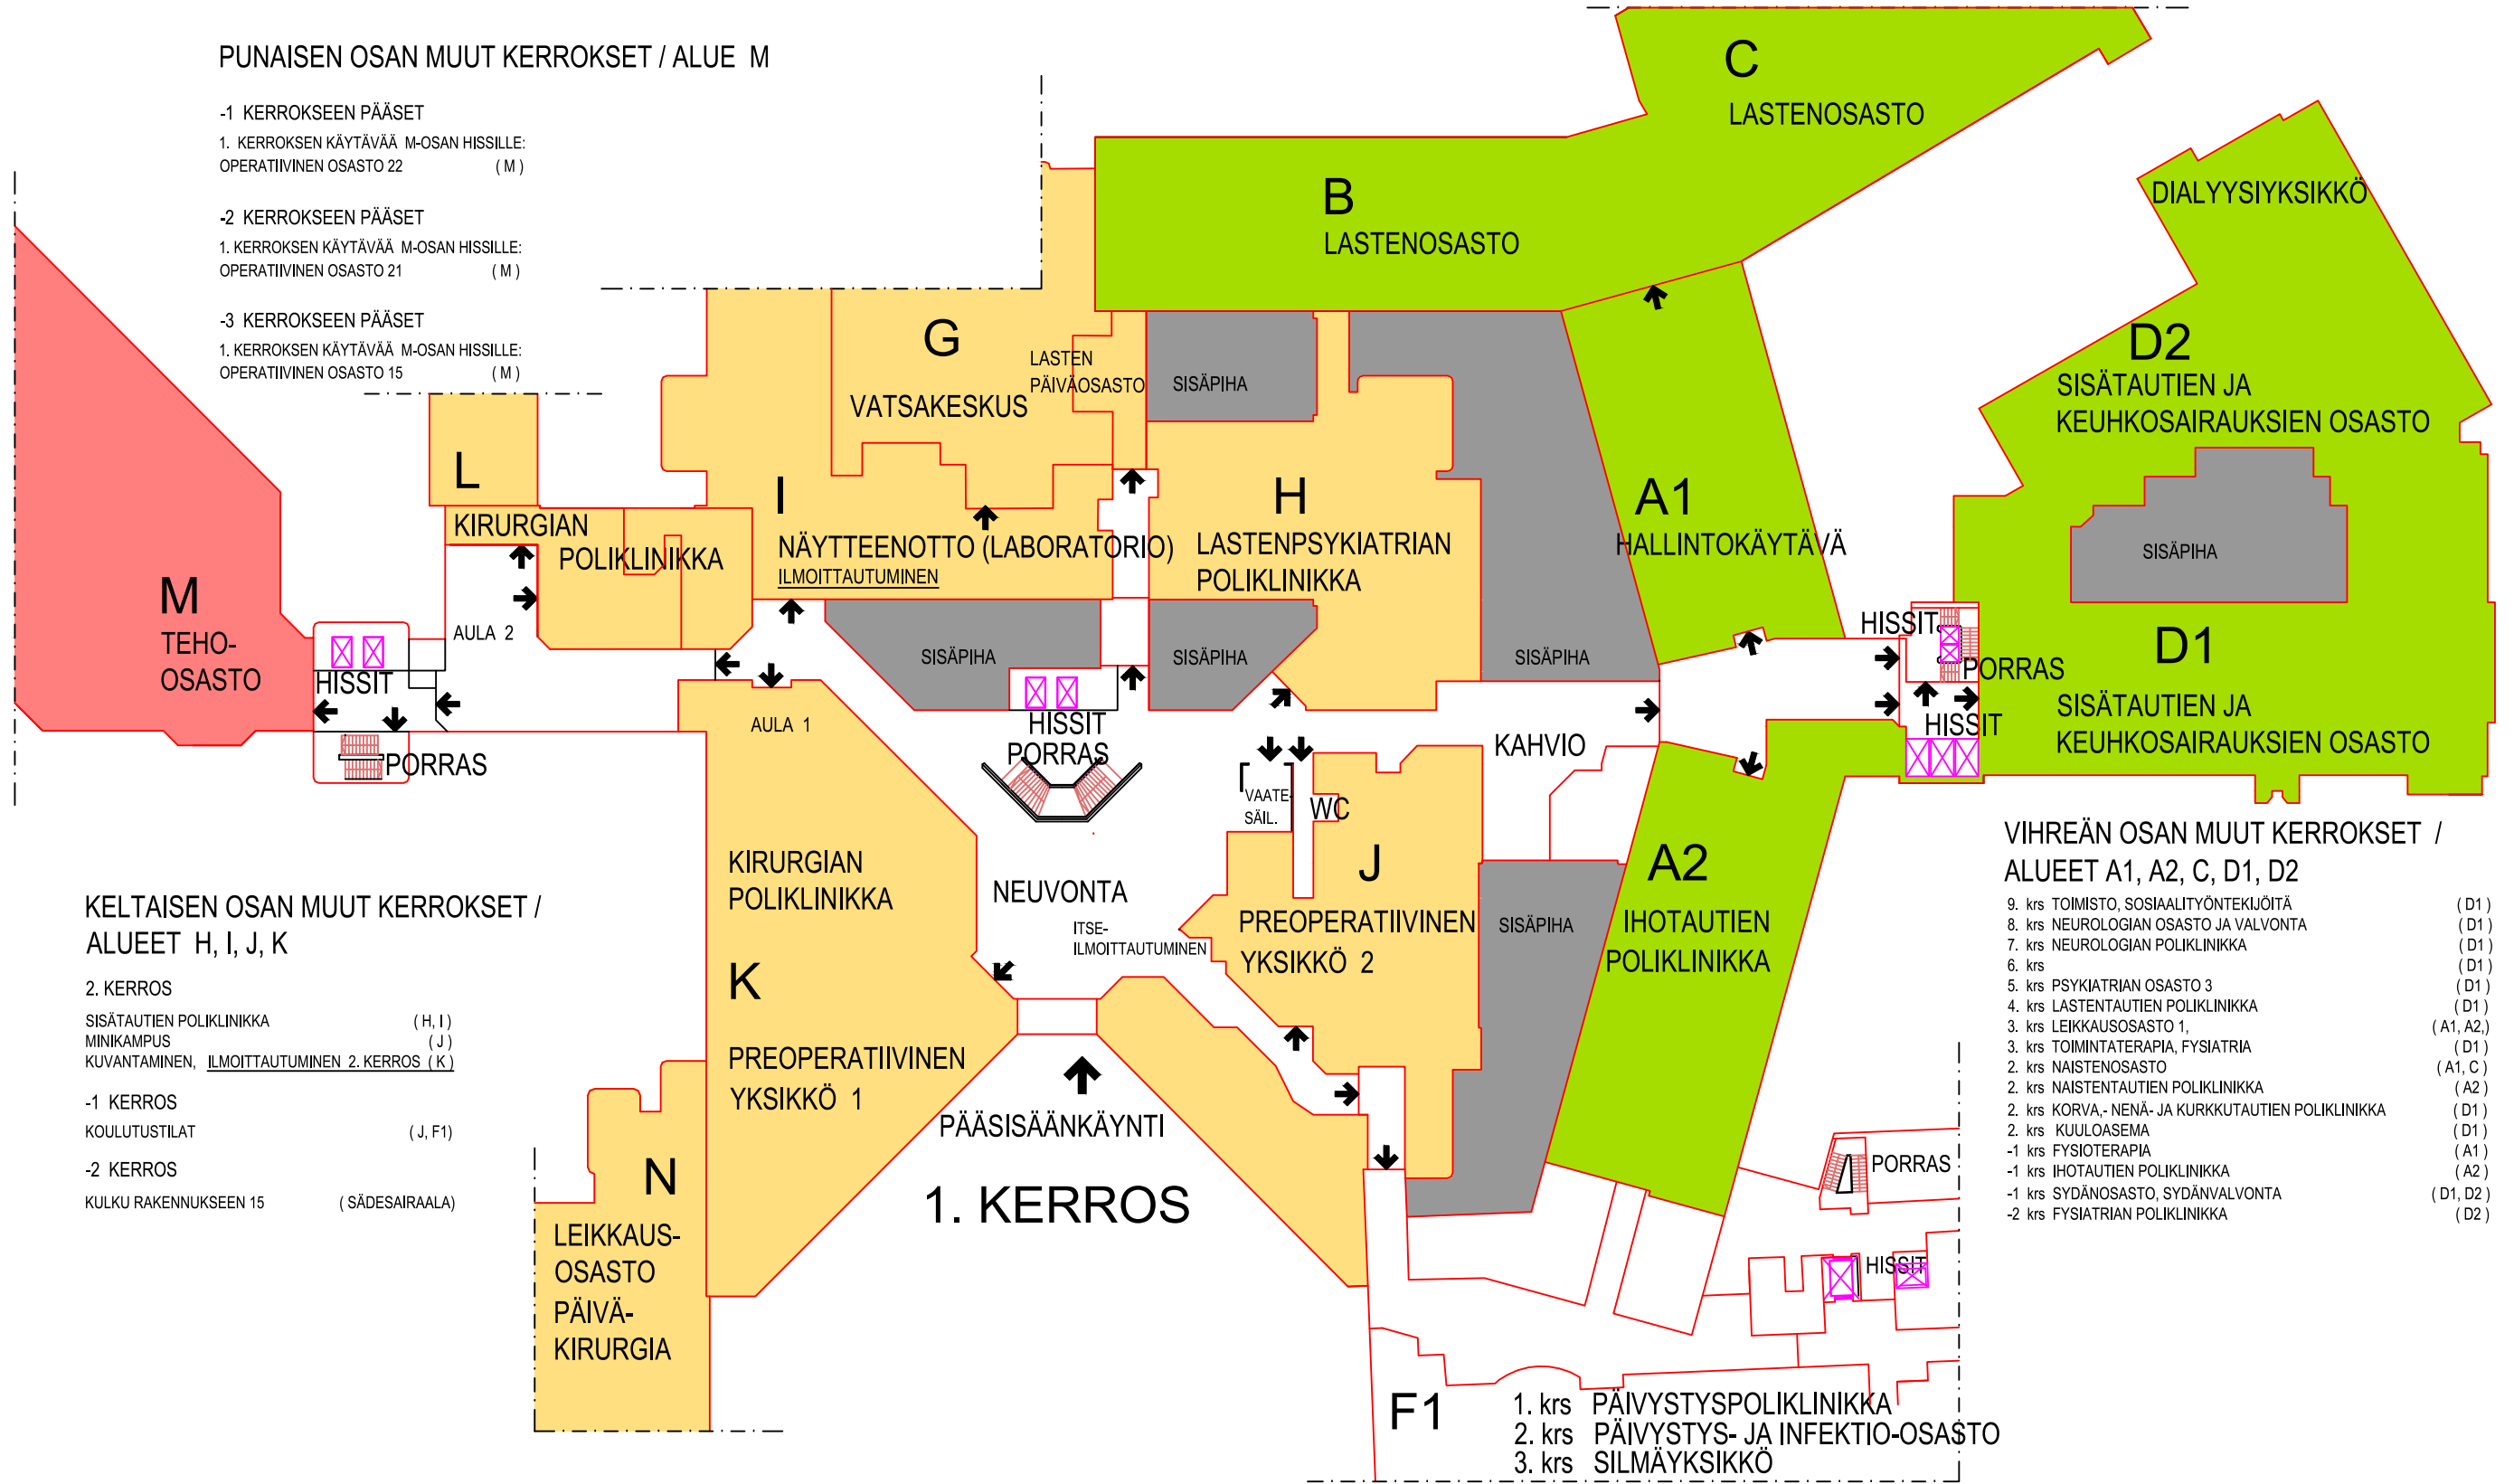 PUNAISEN OSAN MUUT KERROKSET / ALUE M
-1 KERROKSEEN PÄÄSET
1. KERROKSEN KÄYTÄVÄÄ M-OSAN HISSILLE:
OPERATIIVINEN OSASTO 22 ( M )
-2 KERROKSEEN PÄÄSET
1. KERROKSEN KÄYTÄVÄÄ M-OSAN HISSILLE:
OPERATIIVINEN OSASTO 21 ( M )
-3 KERROKSEEN PÄÄSET
1. KERROKSEN KÄYTÄVÄÄ M-OSAN HISSILLE:
OPERATIIVINEN OSASTO 15 ( M )
C
LASTENOSASTO
B
LASTENOSASTO
DIALYYSIYKSIKKÖ
D2
SISÄTAUTIEN JA
KEUHKOSAIRAUKSIEN OSASTO
SISÄPIHA
D1
SISÄTAUTIEN JA
KEUHKOSAIRAUKSIEN OSASTO
G
VATSAKESKUS
LASTEN
PÄIVÄOSASTO
SISÄPIHA
L
KIRURGIAN
POLIKLINIKKA
I
NÄYTTEENOTTO (LABORATORIO)
ILMOITTAUTUMINEN
H
LASTENPSYKIATRIAN
POLIKLINIKKA
A1
HALLINTOKÄYTÄVÄ
M
TEHO-
OSASTO
HISSIT
PORRAS
AULA 2
SISÄPIHA
SISÄPIHA
SISÄPIHA
HISSIT
PORRAS
HISSIT
AULA 1
HISSIT
PORRAS
KAHVIO
VAATE-
SÄIL.
WC
KIRURGIAN
POLIKLINIKKA
K
PREOPERATIIVINEN
YKSIKKÖ 1
NEUVONTA
ITSE-
ILMOITTAUTUMINEN
J
PREOPERATIIVINEN
YKSIKKÖ 2
SISÄPIHA
A2
IHOTAUTIEN
POLIKLINIKKA
KELTAISEN OSAN MUUT KERROKSET /
ALUEET H, I, J, K
2. KERROS
SISÄTAUTIEN POLIKLINIKKA ( H, I )
MINIKAMPUS ( J )
KUVANTAMINEN, ILMOITTAUTUMINEN 2. KERROS ( K )
-1 KERROS
KOULUTUSTILAT ( J, F1)
-2 KERROS
KULKU RAKENNUKSEEN 15 ( SÄDESAIRAALA)
VIHREÄN OSAN MUUT KERROKSET /
ALUEET A1, A2, C, D1, D2
9. krs TOIMISTO, SOSIAALITYÖNTEKIJÖITÄ ( D1 )
8. krs NEUROLOGIAN OSASTO JA VALVONTA ( D1 )
7. krs NEUROLOGIAN POLIKLINIKKA ( D1 )
6. krs ( D1 )
5. krs PSYKIATRIAN OSASTO 3 ( D1 )
4. krs LASTENTAUTIEN POLIKLINIKKA ( D1 )
3. krs LEIKKAUSOSASTO 1, ( A1, A2,)
3. krs TOIMINTATERAPIA, FYSIATRIA ( D1 )
2. krs NAISTENOSASTO ( A1, C )
2. krs NAISTENTAUTIEN POLIKLINIKKA ( A2 )
2. krs KORVA,- NENÄ- JA KURKKUTAUTIEN POLIKLINIKKA ( D1 )
2. krs KUULOASEMA ( D1 )
-1 krs FYSIOTERAPIA ( A1 )
-1 krs IHOTAUTIEN POLIKLINIKKA ( A2 )
-1 krs SYDÄNOSASTO, SYDÄNVALVONTA ( D1, D2 )
-2 krs FYSIATRIAN POLIKLINIKKA ( D2 )
PÄÄSISÄÄNKÄYNTI
1. KERROS
N
LEIKKAUS-
OSASTO
PÄIVÄ-
KIRURGIA
PORRAS
HISSIT
F1
1. krs PÄIVYSTYSPOLIKLINIKKA
2. krs PÄIVYSTYS- JA INFEKTIO-OSASTO
3. krs SILMÄYKSIKKÖ